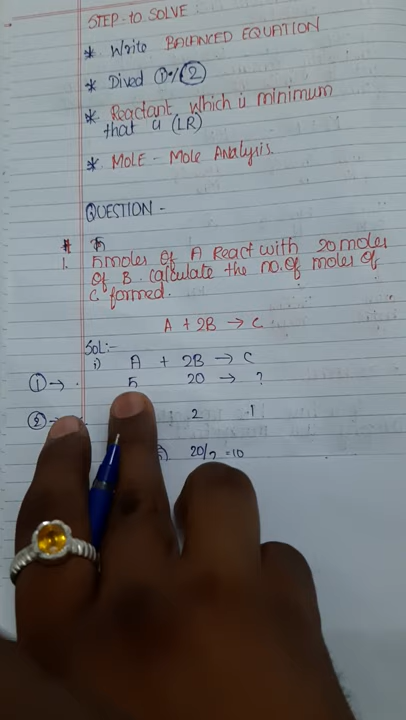 STEP-to SOLVE:
* Write BALANCED EQUATION
* Dived ①%②
* Reactant which is minimum
that is (LR)
* MOLE - MOLE Analysis.
QUESTION -
1. 5moles of A React with 20 moles
of B. calculate the no. of moles of
C formed.
A + 2B → C
Sol:-
i) A + 2B → C
①→ 5 20 → ?
②→ 2 1
20/2 = 10